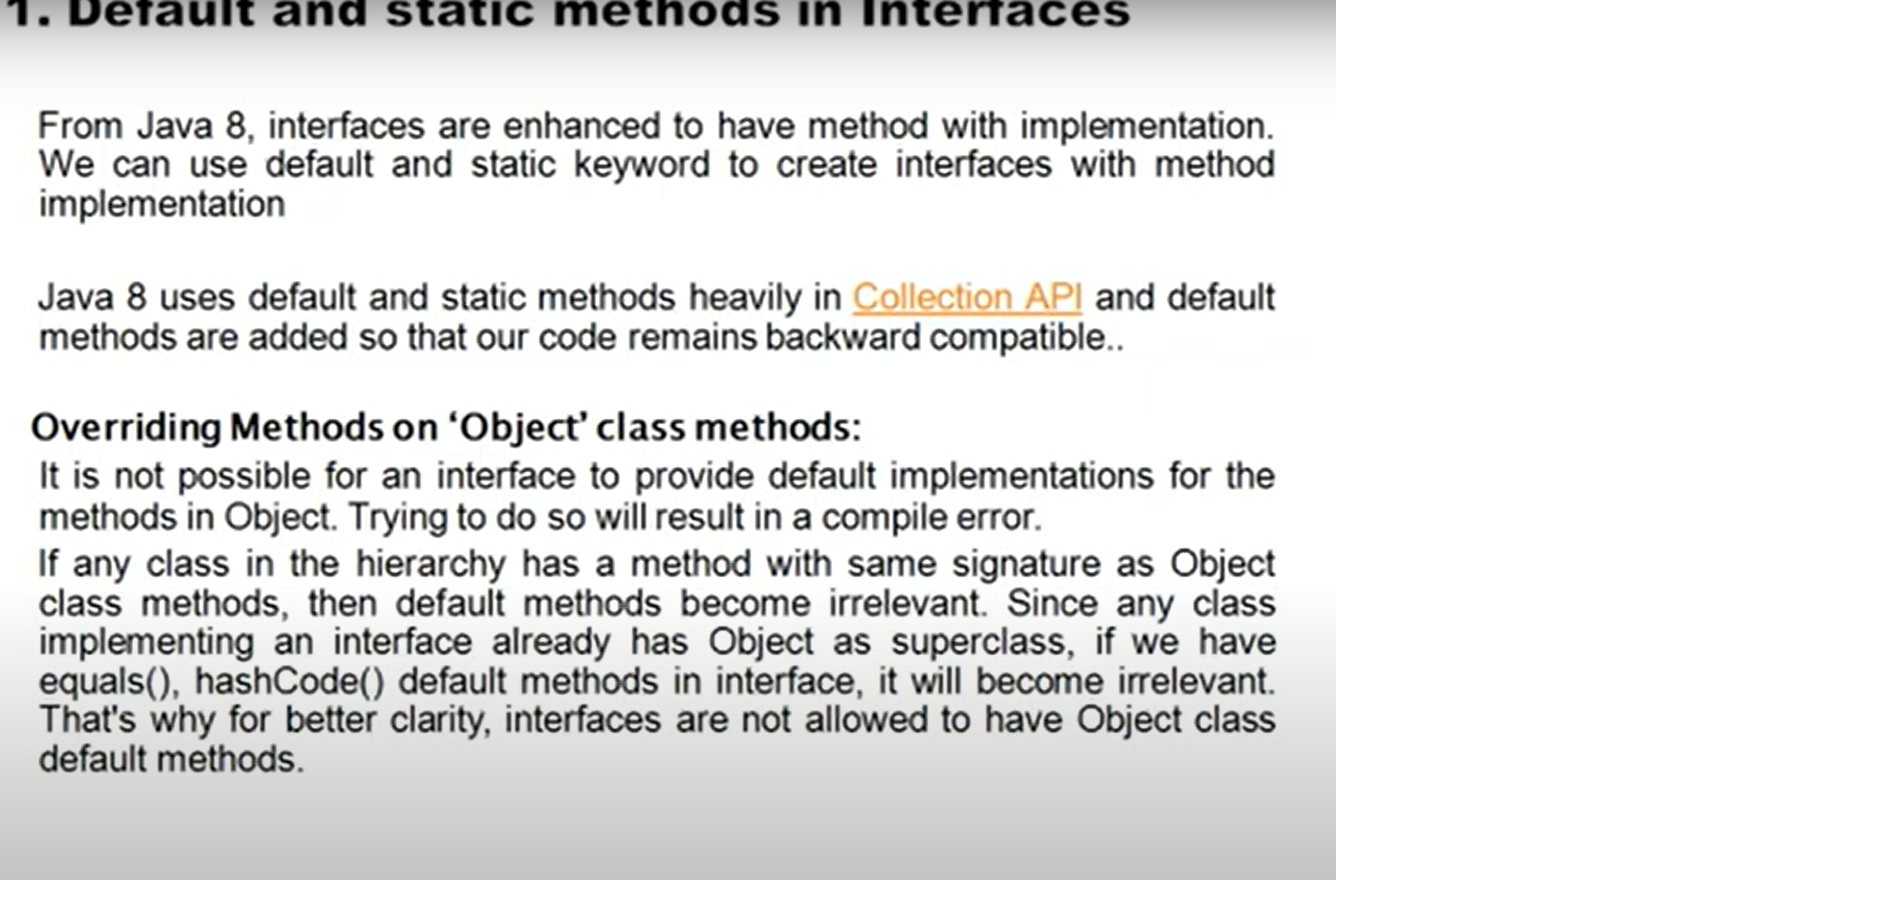 1. Default and static methods in Interfaces
From Java 8, interfaces are enhanced to have method with implementation.
We can use default and static keyword to create interfaces with method
implementation
Java 8 uses default and static methods heavily in Collection API and default
methods are added so that our code remains backward compatible..
Overriding Methods on ‘Object’ class methods:
It is not possible for an interface to provide default implementations for the
methods in Object. Trying to do so will result in a compile error.
If any class in the hierarchy has a method with same signature as Object
class methods, then default methods become irrelevant. Since any class
implementing an interface already has Object as superclass, if we have
equals(), hashCode() default methods in interface, it will become irrelevant.
That's why for better clarity, interfaces are not allowed to have Object class
default methods.